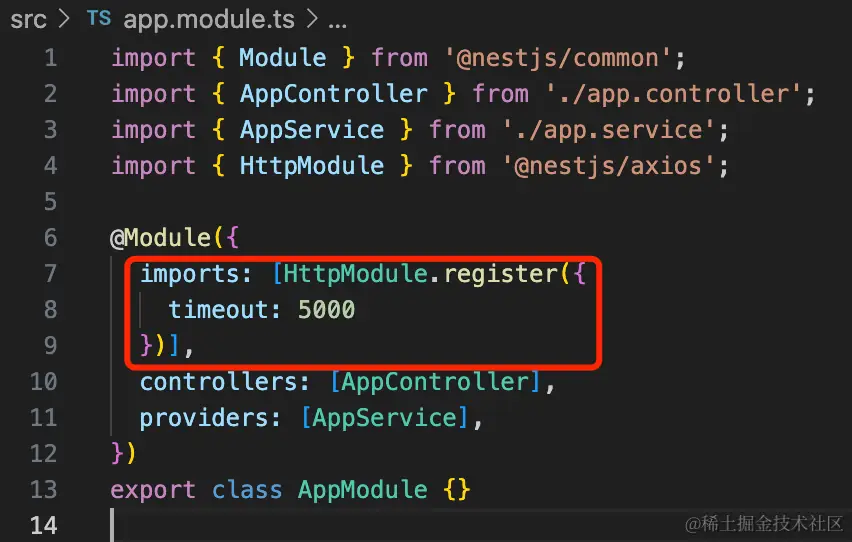 src > TS app.module.ts > ...
1 import { Module } from '@nestjs/common';
2 import { AppController } from './app.controller';
3 import { AppService } from './app.service';
4 import { HttpModule } from '@nestjs/axios';
5
6 @Module({
7   imports: [HttpModule.register({
8     timeout: 5000
9   })],
10   controllers: [AppController],
11   providers: [AppService],
12 })
13 export class AppModule {}
14
@稀土掘金技术社区